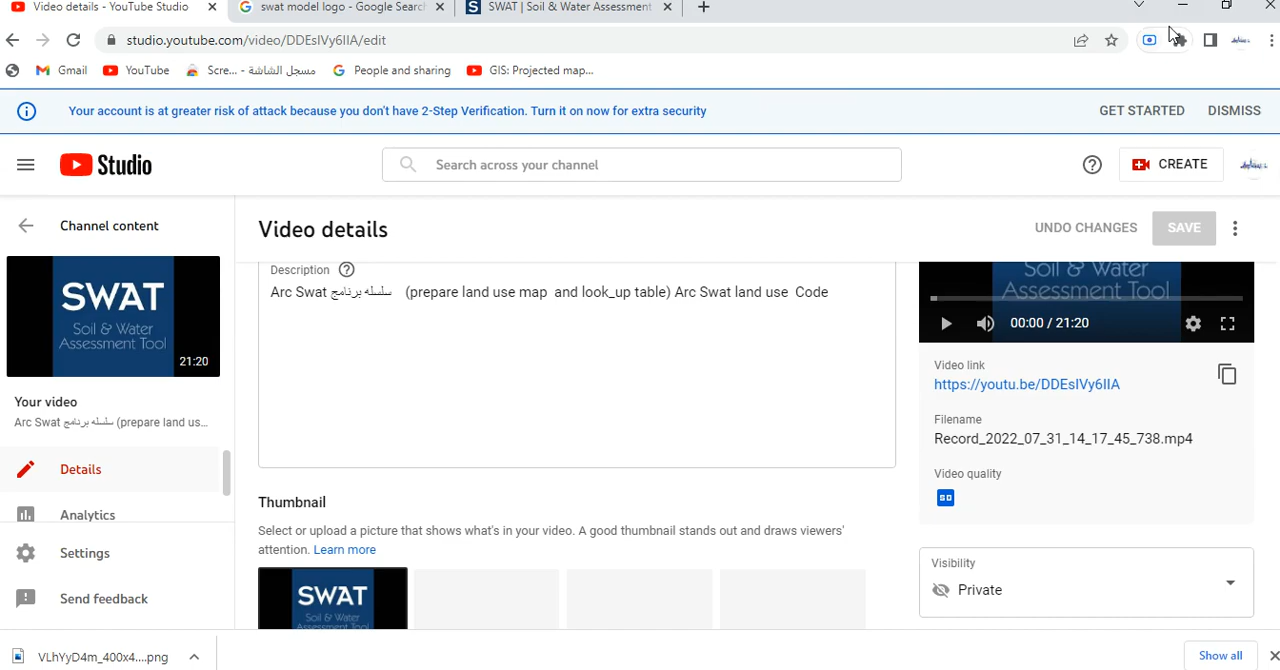 Video details - YouTube Studio
swat model logo - Google Search
SWAT | Soil & Water Assessment
studio.youtube.com/video/DDEsIVy6IIA/edit
Gmail
YouTube
Scre... - مسجل الشاشة
People and sharing
GIS: Projected map...
Your account is at greater risk of attack because you don't have 2-Step Verification. Turn it on now for extra security
GET STARTED
DISMISS
Studio
Search across your channel
CREATE
Channel content
Video details
UNDO CHANGES
SAVE
SWAT
Soil & Water
Assessment Tool
21:20
Your video
Arc Swat سلسله برنامج (prepare land us...
Details
Analytics
Settings
Send feedback
Description
Arc Swat سلسله برنامج (prepare land use map and look_up table) Arc Swat land use Code
Thumbnail
Select or upload a picture that shows what's in your video. A good thumbnail stands out and draws viewers'
attention. Learn more
SWAT
Soil & Water
Soil & Water
Assessment Tool
00:00 / 21:20
Video link
https://youtu.be/DDEsIVy6IIA
Filename
Record_2022_07_31_14_17_45_738.mp4
Video quality
SD
Visibility
Private
VLhYyD4m_400x4....png
Show all